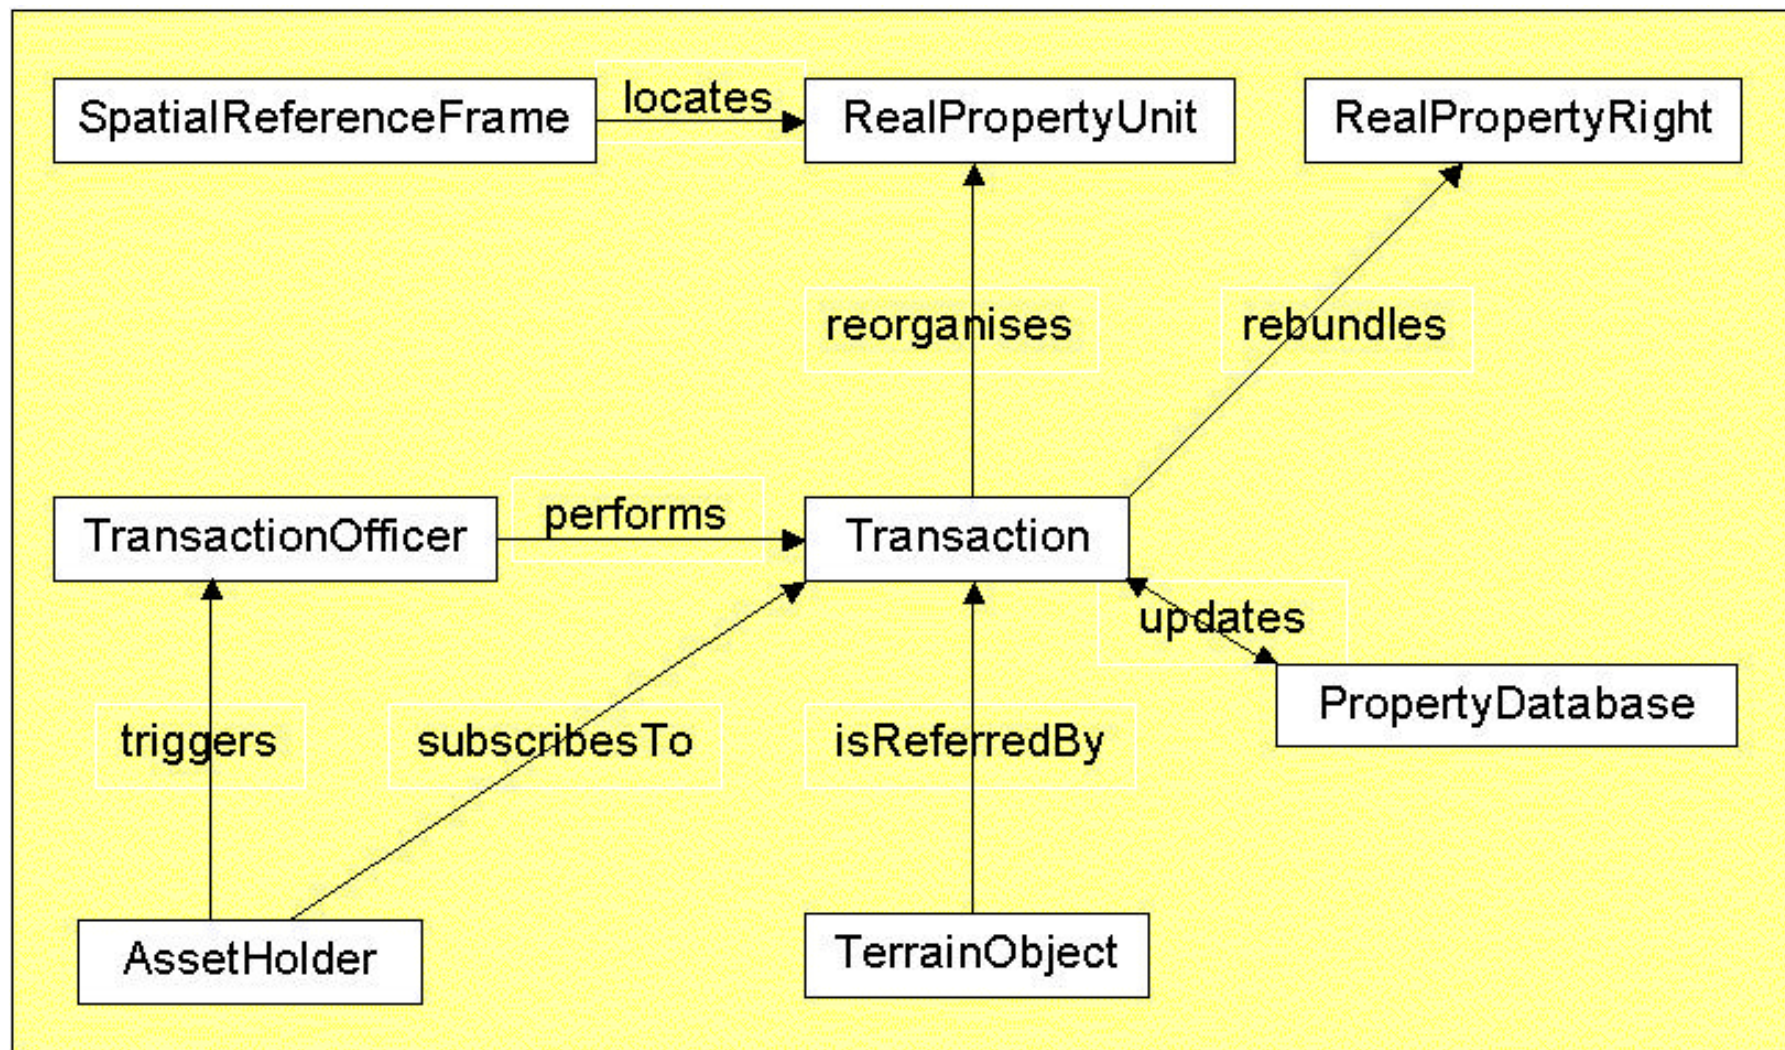 SpatialReferenceFrame
locates
RealPropertyUnit
RealPropertyRight
reorganises
rebundles
TransactionOfficer
performs
Transaction
updates
PropertyDatabase
triggers
subscribesTo
isReferredBy
AssetHolder
TerrainObject